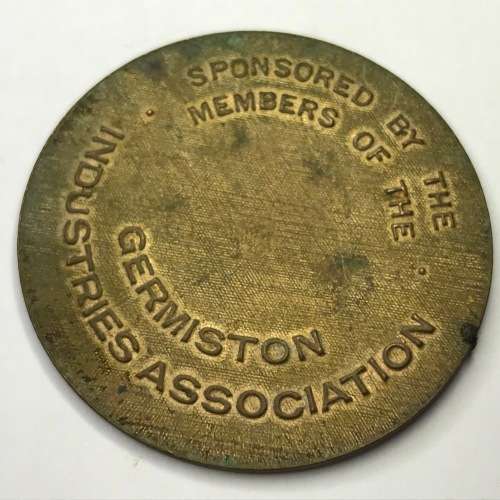 SPONSORED BY THE
MEMBERS OF THE
GERMISTON
INDUSTRIES ASSOCIATION